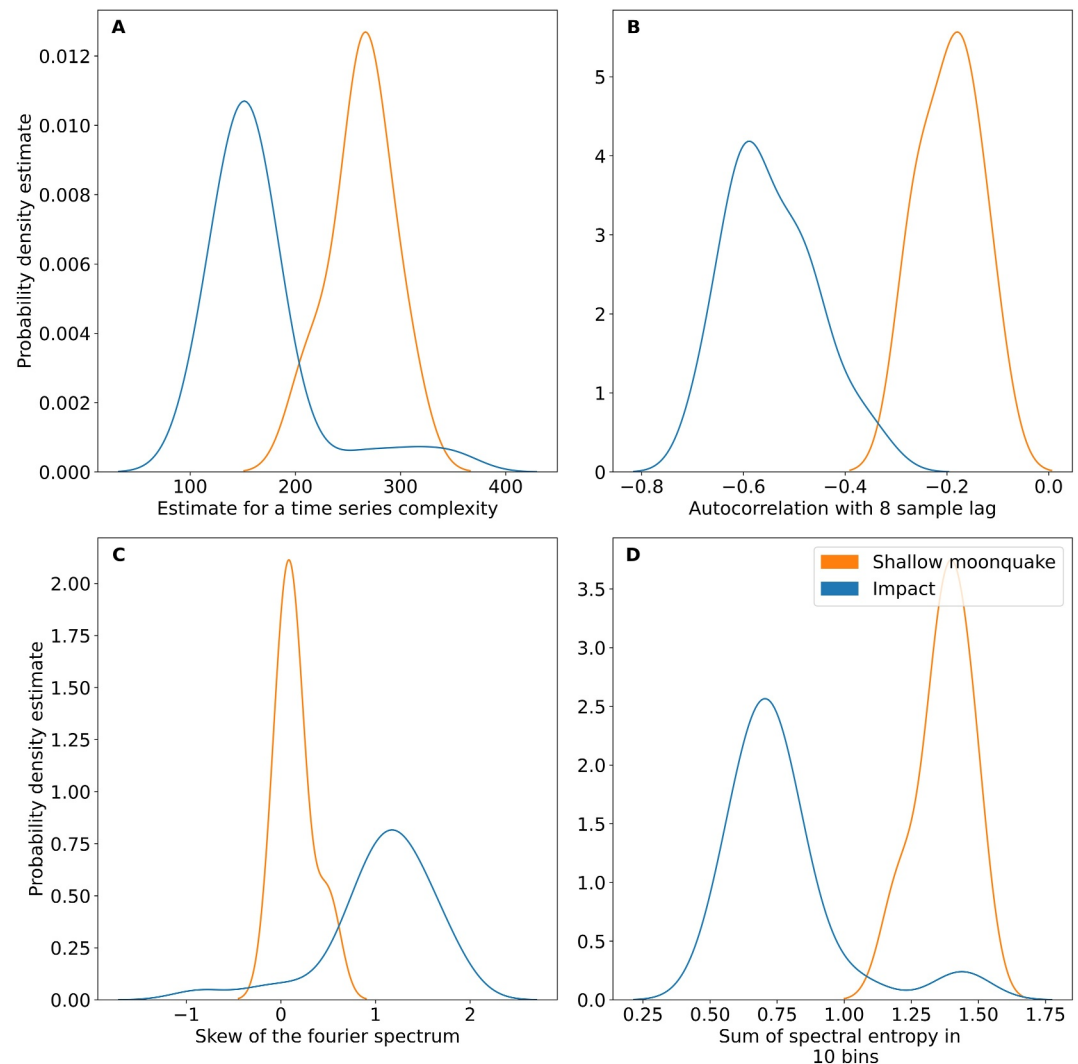 A
Probability density estimate
0.012
0.010
0.008
0.006
0.004
0.002
0.000
100 200 300 400
Estimate for a time series complexity
B
5
4
3
2
1
0
−0.8 −0.6 −0.4 −0.2 0.0
Autocorrelation with 8 sample lag
C
Probability density estimate
2.00
1.75
1.50
1.25
1.00
0.75
0.50
0.25
0.00
−1 0 1 2
Skew of the fourier spectrum
D
Shallow moonquake
Impact
3.5
3.0
2.5
2.0
1.5
1.0
0.5
0.0
0.25 0.50 0.75 1.00 1.25 1.50 1.75
Sum of spectral entropy in
10 bins